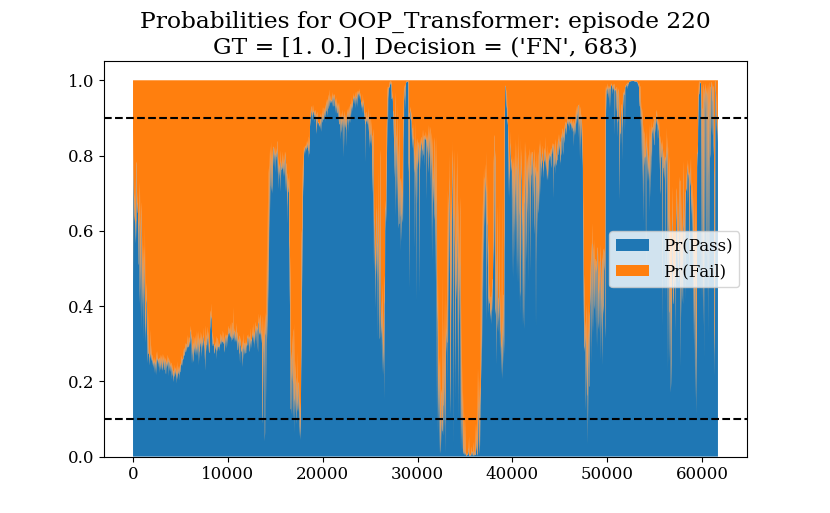 Probabilities for OOP_Transformer: episode 220
GT = [1. 0.] | Decision = ('FN', 683)
1.0
0.8
0.6
0.4
0.2
0.0
Pr(Pass)
Pr(Fail)
0 10000 20000 30000 40000 50000 60000